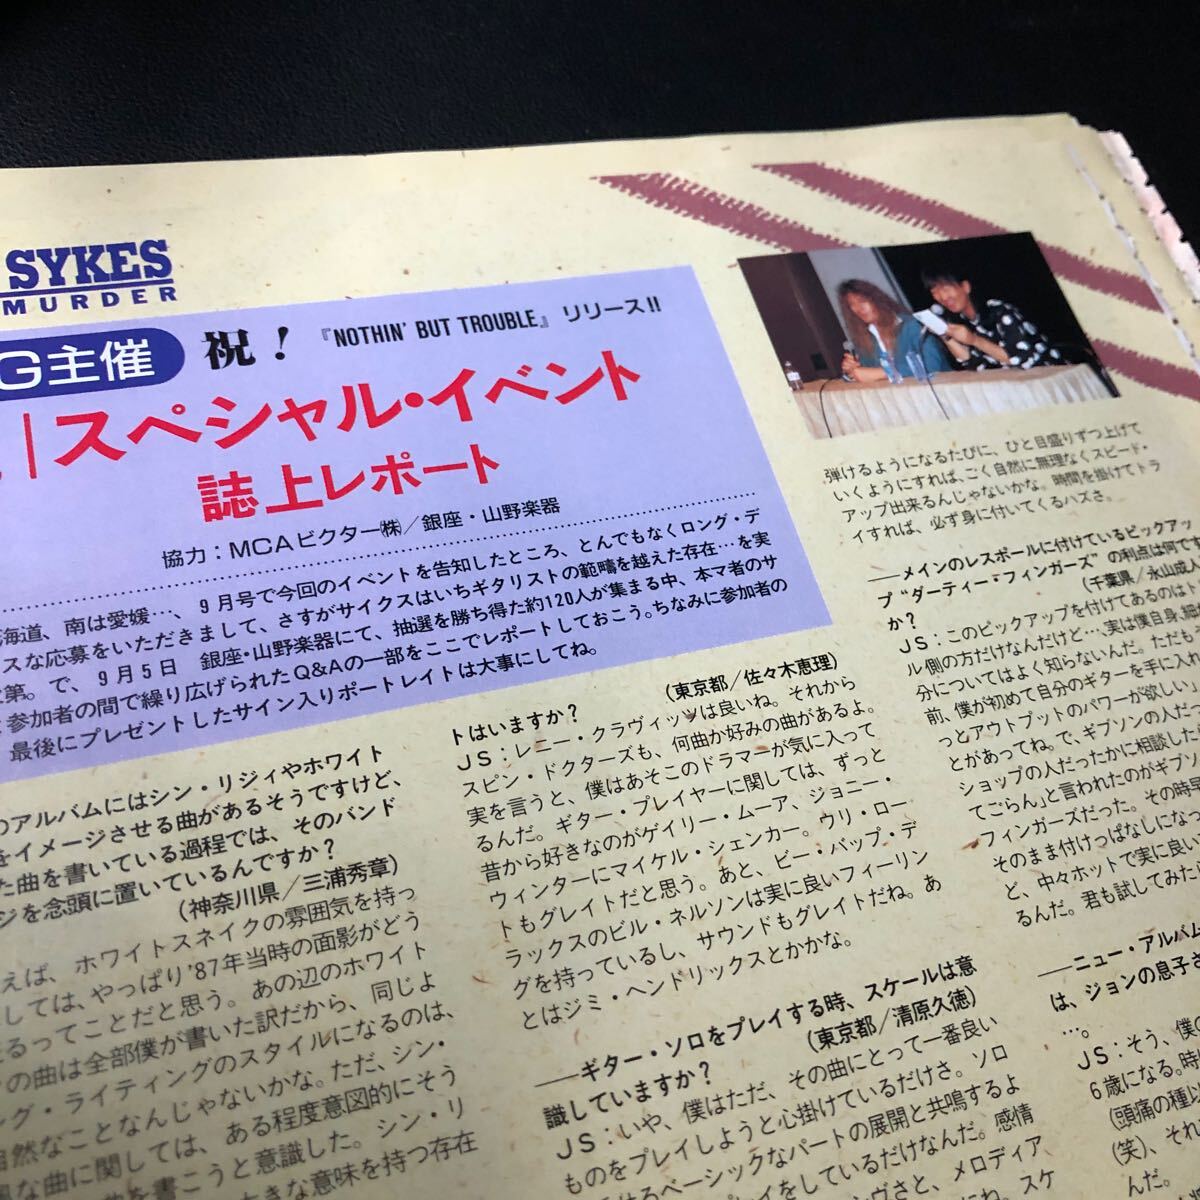 SYKES
MURDER
G主催
祝！『NOTHIN' BUT TROUBLE』リリース!!
スペシャル・イベント
誌上レポート
協力：MCAビクター㈱／銀座・山野楽器
海道、南は愛媛…、9月号で今回のイベントを告知したところ、とんでもなくロング・デ
スな応募をいただきまして、さすがサイクスはいちギタリストの範疇を越えた存在…を実
第。で、9月5日 銀座・山野楽器にて、抽選を勝ち得た約120人が集まる中、本マ者のサ
参加者の間で繰り広げられたQ&Aの一部をここでレポートしておこう。ちなみに参加者の
最後にプレゼントしたサイン入りポートレイトは大事にしてね。
アルバムにはシン・リジィやホワイト
をイメージさせる曲があるそうですけど、
た曲を書いている過程では、そのバンド
ジを念頭に置いているんですか？
（神奈川県／三浦秀章）
えば、ホワイトスネイクの雰囲気を持っ
しては、やっぱり'87年当時の面影がどう
るってことだと思う。あの辺のホワイト
の曲は全部僕が書いた訳だから、同じよ
グ・ライティングのスタイルになるのは、
然なことなんじゃないかな。ただ、シン・
な曲に関しては、ある程度意図的にそう
曲を書こうと意識した。シン・リ
きな意味を持つ存在
トはいますか？
（東京都／佐々木恵理）
JS：レニー・クラヴィッツは良いね。それから
スピン・ドクターズも、何曲か好みの曲があるよ。
実を言うと、僕はあそこのドラマーが気に入って
るんだ。ギター・プレイヤーに関しては、ずっと
昔から好きなのがゲイリー・ムーア、ジョニー・
ウィンターにマイケル・シェンカー。ウリ・ロー
トもグレイトだと思う。あと、ビー・バップ・デ
ラックスのビル・ネルソンは実に良いフィーリン
グを持っているし、サウンドもグレイトだね。あ
とはジミ・ヘンドリックスとかかな。
――ギター・ソロをプレイする時、スケールは意
識していますか？
（東京都／清原久徳）
JS：いや、僕はただ、その曲にとって一番良い
ものをプレイしようと心掛けているだけさ。ソロ
せるベーシックなパートの展開と共鳴するよ
プレイをしているだけなんだ。感情
ヴさと、メロディア、
ね。スケ
弾けるようになるたびに、ひと目盛りずつ上げて
いくようにすれば、ごく自然に無理なくスピード・
アップ出来るんじゃないかな。時間を掛けてトラ
イすれば、必ず身に付いてくるハズさ。
――メインのレスポールに付けているピックアッ
プ“ダーティー・フィンガーズ”の利点は何です
か？
（千葉県／永山成人
JS：このピックアップを付けてあるのは
ル側の方だけなんだけど…、実は僕自身、細
分についてはよく知らないんだ。ただも
前、僕が初めて自分のギターを手に入れ
っとアウトプットのパワーが欲しい
とがあってね。で、ギブソンの人だっ
ショップの人だったかに相談した
てごらん」と言われたのがギブソ
フィンガーズだった。その時
そのまま付けっぱなしになっ
ど、中々ホットで実に良い
るんだ。君も試してみた
――ニュー・アルバム
は、ジョンの息子さ
…。
JS：そう、僕の
6歳になる。時
（頭痛の種以
（笑）、それ
んだ。